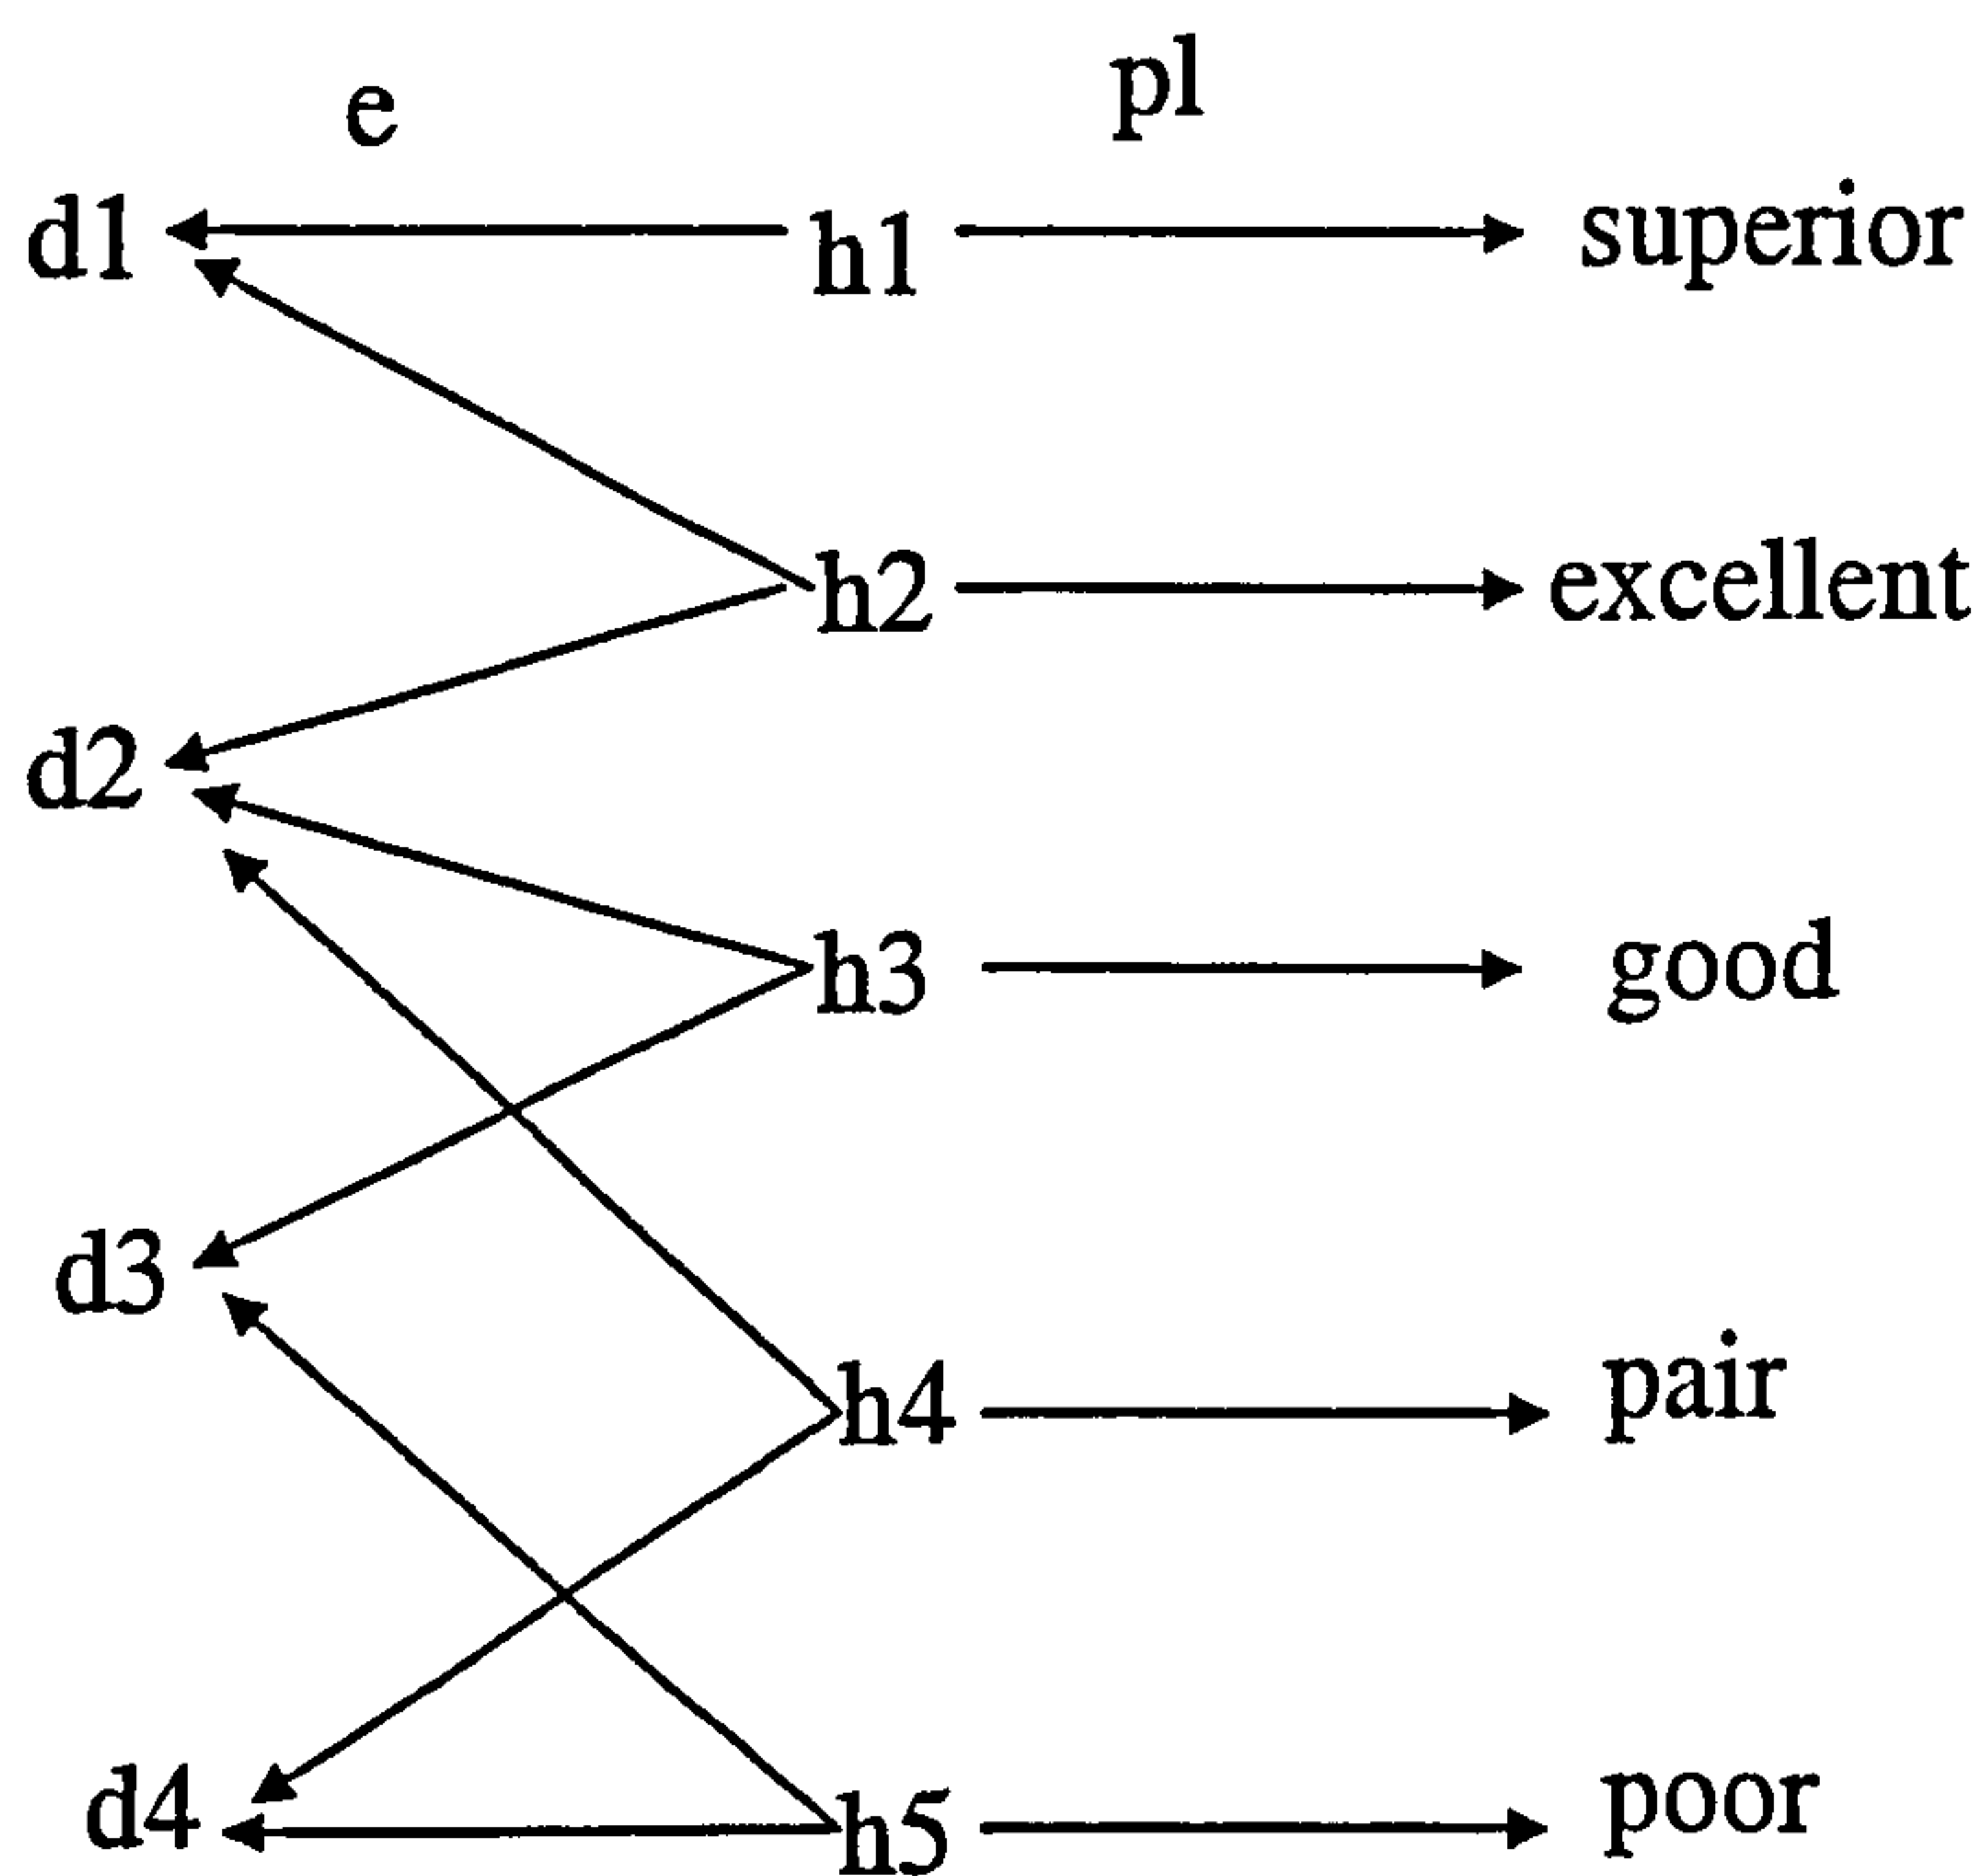 e pl
d1 h1 superior
h2 excellent
d2
h3 good
d3
h4 pair
d4 h5 poor